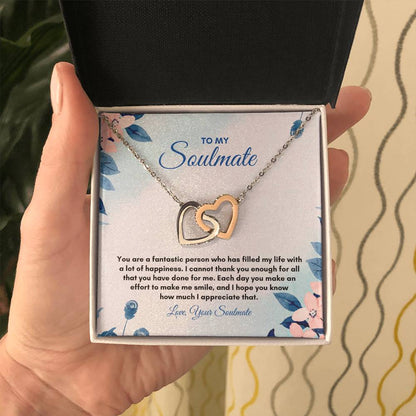 TO MY
Soulmate
You are a fantastic person who has filled my life with
a lot of happiness. I cannot thank you enough for all
that you have done for me. Each day you make an
effort to make me smile, and I hope you know
how much I appreciate that.
Love, Your Soulmate